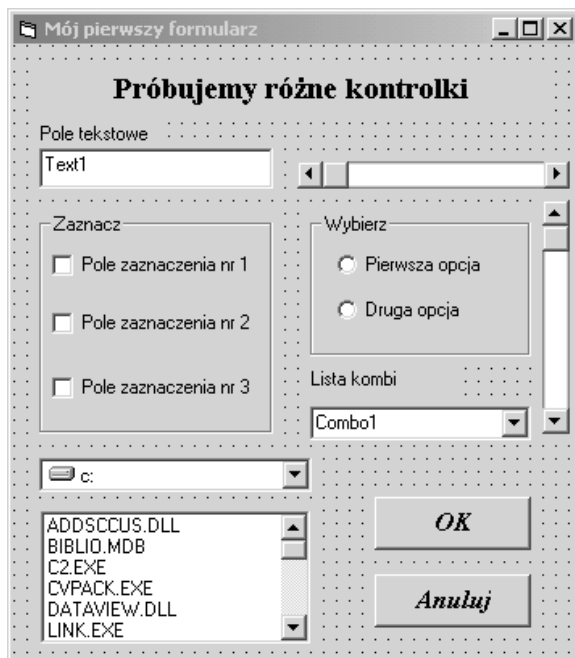 Mój pierwszy formularz
Próbujemy różne kontrolki
Pole tekstowe
Text1
Zaznacz
Pole zaznaczenia nr 1
Pole zaznaczenia nr 2
Pole zaznaczenia nr 3
Wybierz
Pierwsza opcja
Druga opcja
Lista kombi
Combo1
c:
ADDSCCUS.DLL
BIBLIO.MDB
C2.EXE
CVPACK.EXE
DATAVIEW.DLL
LINK.EXE
OK
Anuluj